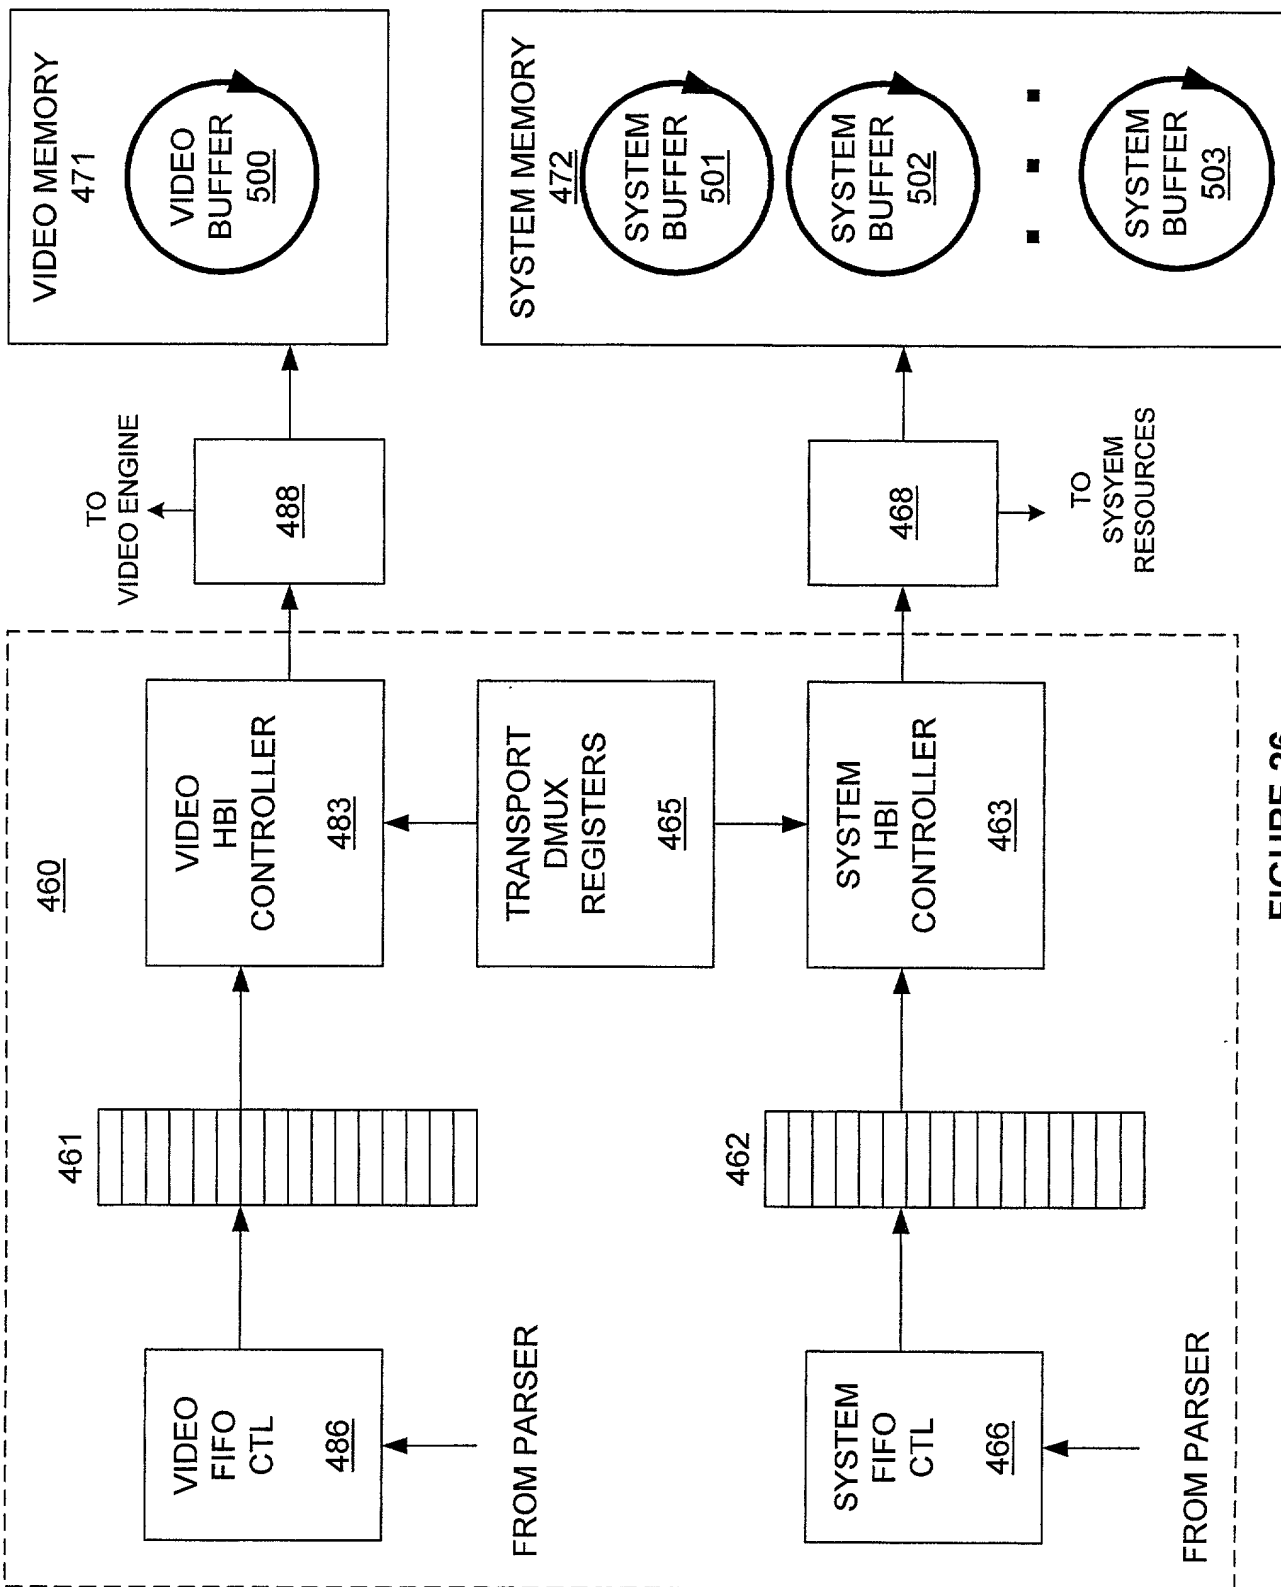 460
VIDEO
FIFO
CTL
486
FROM PARSER
461
VIDEO
HBI
CONTROLLER
483
TO
VIDEO ENGINE
488
VIDEO MEMORY
471
VIDEO
BUFFER
500
TRANSPORT
DMUX
REGISTERS
465
SYSTEM
FIFO
CTL
466
FROM PARSER
462
SYSTEM
HBI
CONTROLLER
463
468
TO
SYSYEM
RESOURCES
SYSTEM MEMORY
472
SYSTEM
BUFFER
501
SYSTEM
BUFFER
502
SYSTEM
BUFFER
503
FIGURE 26